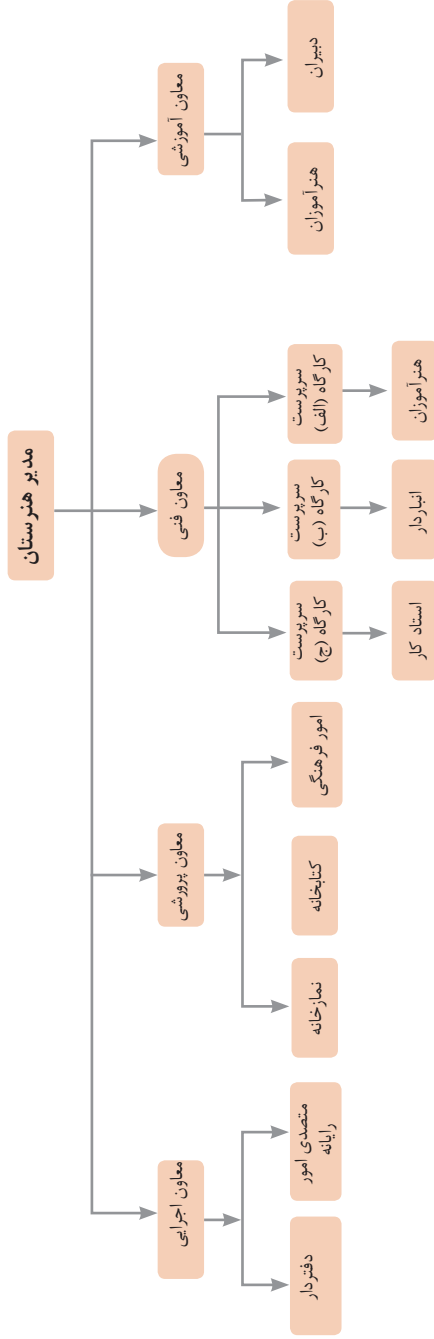 مدیر هنرستان
معاون آموزشی
معاون فنی
معاون پرورشی
معاون اجرایی
دبیران
هنرآموزان
سرپرست
کارگاه (الف)
سرپرست
کارگاه (ب)
سرپرست
کارگاه (ج)
امور فرهنگی
کتابخانه
نمازخانه
متصدی امور
رایانه
دفتردار
هنرآموزان
انباردار
استاد کار